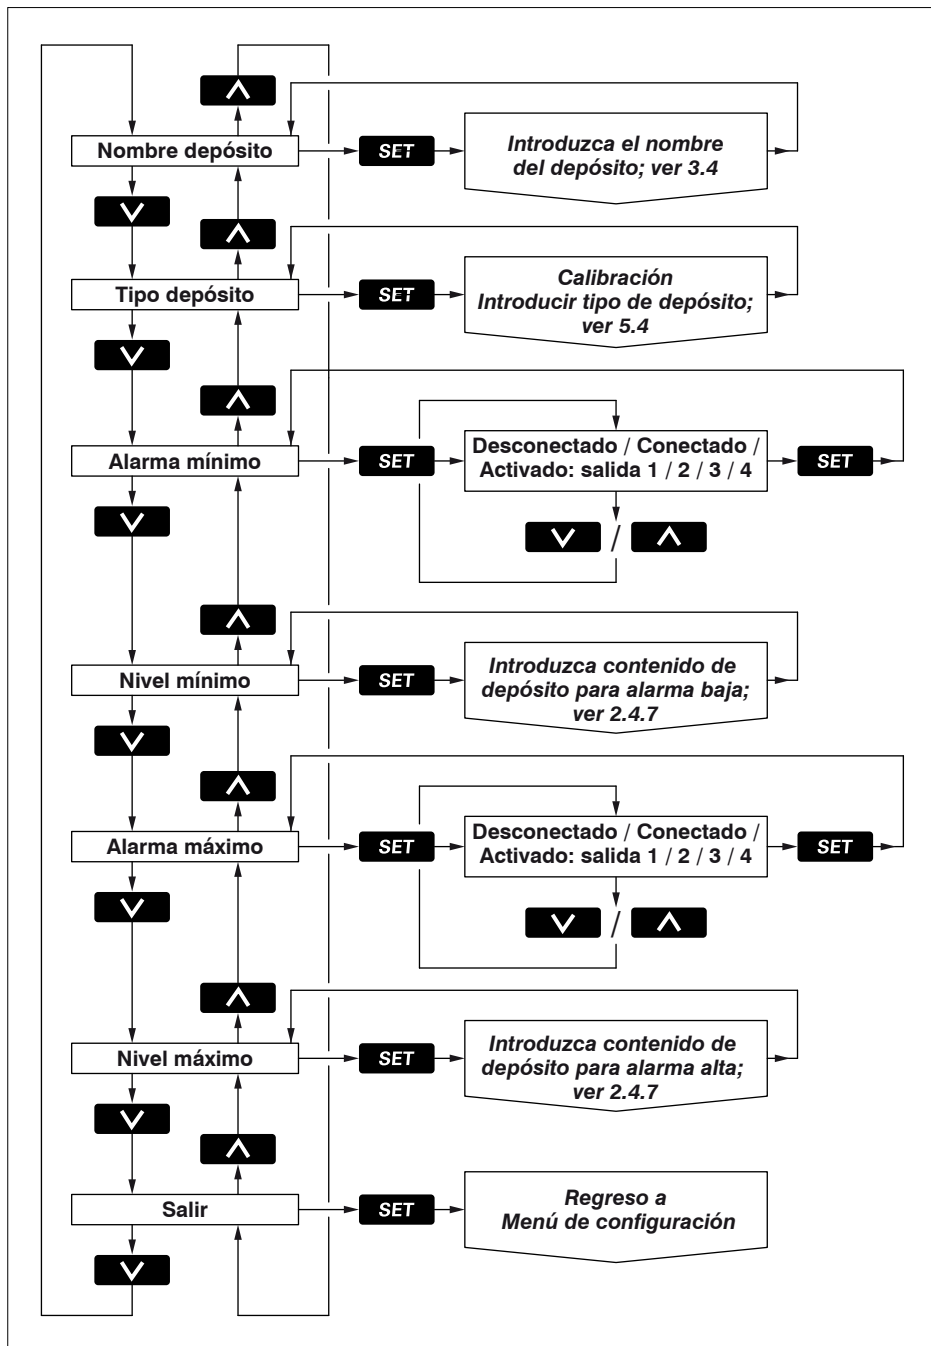 Nombre depósito
SET
Introduzca el nombre
del depósito; ver 3.4
Tipo depósito
SET
Calibración
Introducir tipo de depósito;
ver 5.4
Alarma mínimo
SET
Desconectado / Conectado /
Activado: salida 1 / 2 / 3 / 4
SET
/
Nivel mínimo
SET
Introduzca contenido de
depósito para alarma baja;
ver 2.4.7
Alarma máximo
SET
Desconectado / Conectado /
Activado: salida 1 / 2 / 3 / 4
SET
/
Nivel máximo
SET
Introduzca contenido de
depósito para alarma alta;
ver 2.4.7
Salir
SET
Regreso a
Menú de configuración